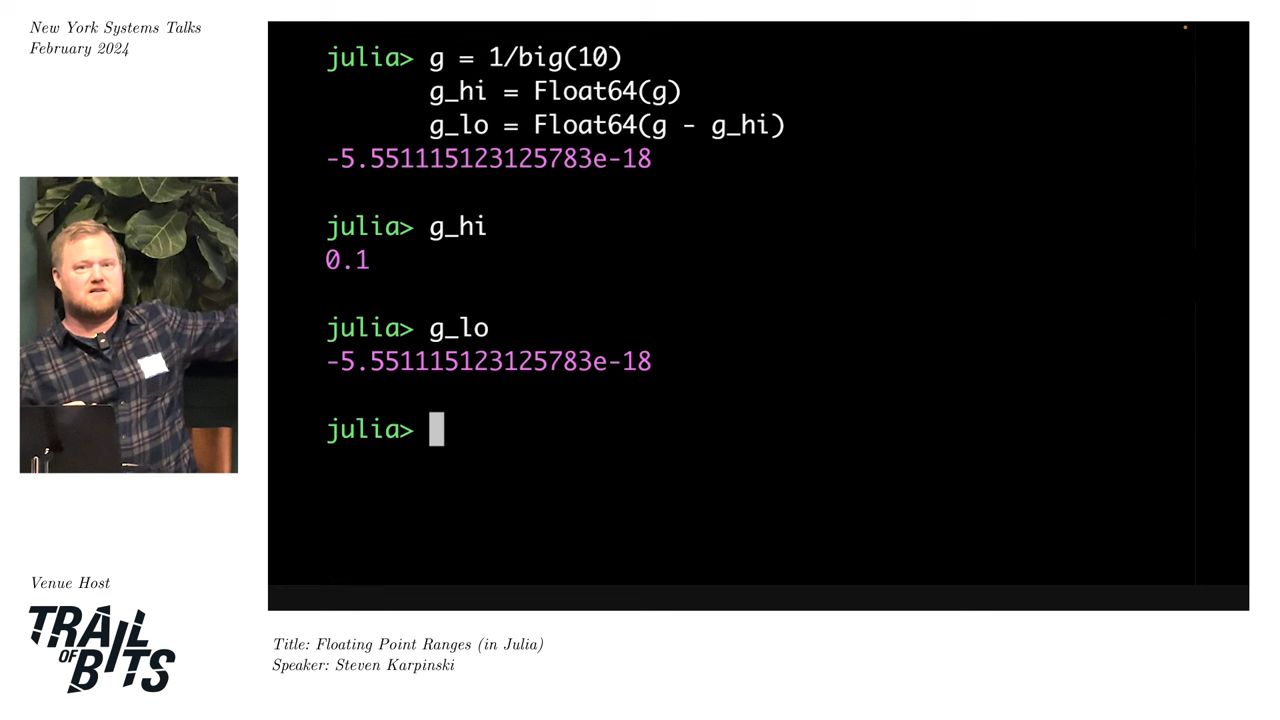 New York Systems Talks
February 2024
julia> g = 1/big(10)
g_hi = Float64(g)
g_lo = Float64(g - g_hi)
-5.551115123125783e-18
julia> g_hi
0.1
julia> g_lo
-5.551115123125783e-18
julia>
Venue Host
TRAIL
OF
BITS
Title: Floating Point Ranges (in Julia)
Speaker: Steven Karpinski